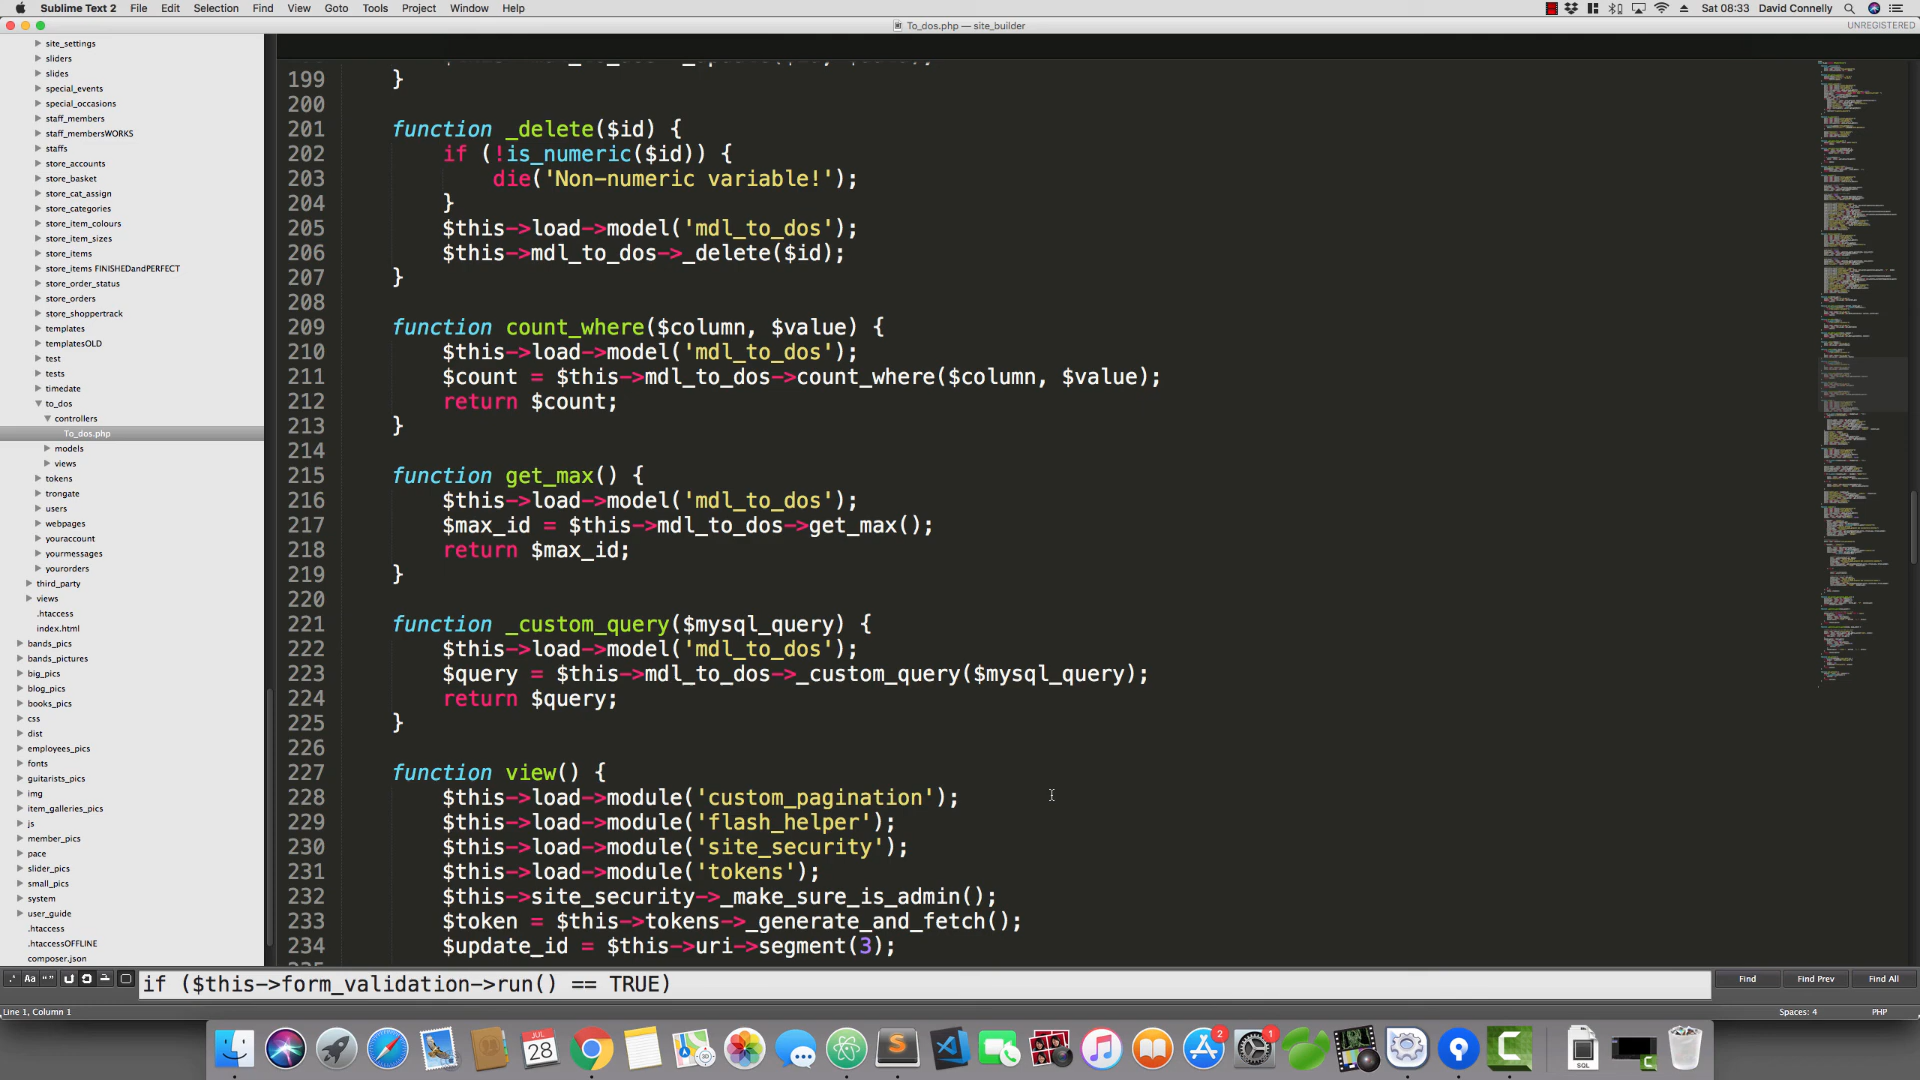 Sublime Text 2 File Edit Selection Find View Goto Tools Project Window Help Sat 08:33 David Connelly
To_dos.php — site_builder UNREGISTERED
site_settings
sliders
slides
special_events
special_occasions
staff_members
staff_membersWORKS
staffs
store_accounts
store_basket
store_cat_assign
store_categories
store_item_colours
store_item_sizes
store_items
store_items FINISHEDandPERFECT
store_order_status
store_orders
store_shoppertrack
templates
templatesOLD
test
tests
timedate
to_dos
controllers
To_dos.php
models
views
tokens
trongate
users
webpages
youraccount
yourmessages
yourorders
third_party
views
.htaccess
index.html
bands_pics
bands_pictures
big_pics
blog_pics
books_pics
css
dist
employees_pics
fonts
guitarists_pics
img
item_galleries_pics
js
member_pics
pace
slider_pics
small_pics
system
user_guide
.htaccess
.htaccessOFFLINE
composer.json
199 }
200
201 function _delete($id) {
202 if (!is_numeric($id)) {
203 die('Non-numeric variable!');
204 }
205 $this->load->model('mdl_to_dos');
206 $this->mdl_to_dos->_delete($id);
207 }
208
209 function count_where($column, $value) {
210 $this->load->model('mdl_to_dos');
211 $count = $this->mdl_to_dos->count_where($column, $value);
212 return $count;
213 }
214
215 function get_max() {
216 $this->load->model('mdl_to_dos');
217 $max_id = $this->mdl_to_dos->get_max();
218 return $max_id;
219 }
220
221 function _custom_query($mysql_query) {
222 $this->load->model('mdl_to_dos');
223 $query = $this->mdl_to_dos->_custom_query($mysql_query);
224 return $query;
225 }
226
227 function view() {
228 $this->load->module('custom_pagination');
229 $this->load->module('flash_helper');
230 $this->load->module('site_security');
231 $this->load->module('tokens');
232 $this->site_security->_make_sure_is_admin();
233 $token = $this->tokens->_generate_and_fetch();
234 $update_id = $this->uri->segment(3);
.* Aa "" if ($this->form_validation->run() == TRUE) Find Find Prev Find All
Line 1, Column 1 Spaces: 4 PHP
JUL
28
2
1
SQL